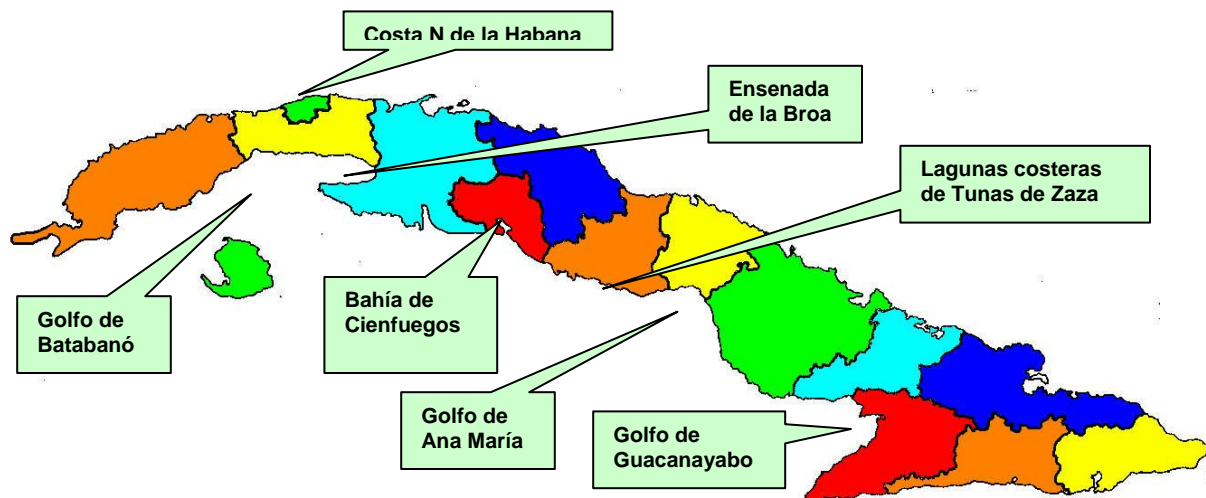 Costa N de la Habana
Ensenada
de la Broa
Lagunas costeras
de Tunas de Zaza
Golfo de
Batabanó
Bahía de
Cienfuegos
Golfo de
Ana María
Golfo de
Guacanayabo